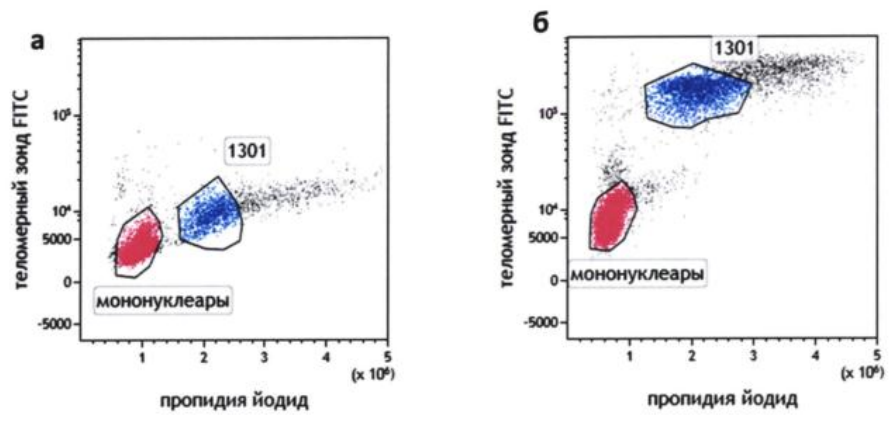 а
1301
мононуклеары
теломерный зонд FITC
10⁵
10⁴
5000
0
-5000
1
2
3
4
5
(x 10⁶)
пропидия йодид
б
1301
мононуклеары
теломерный зонд FITC
10⁵
10⁴
5000
0
-5000
1
2
3
4
5
(x 10⁶)
пропидия йодид